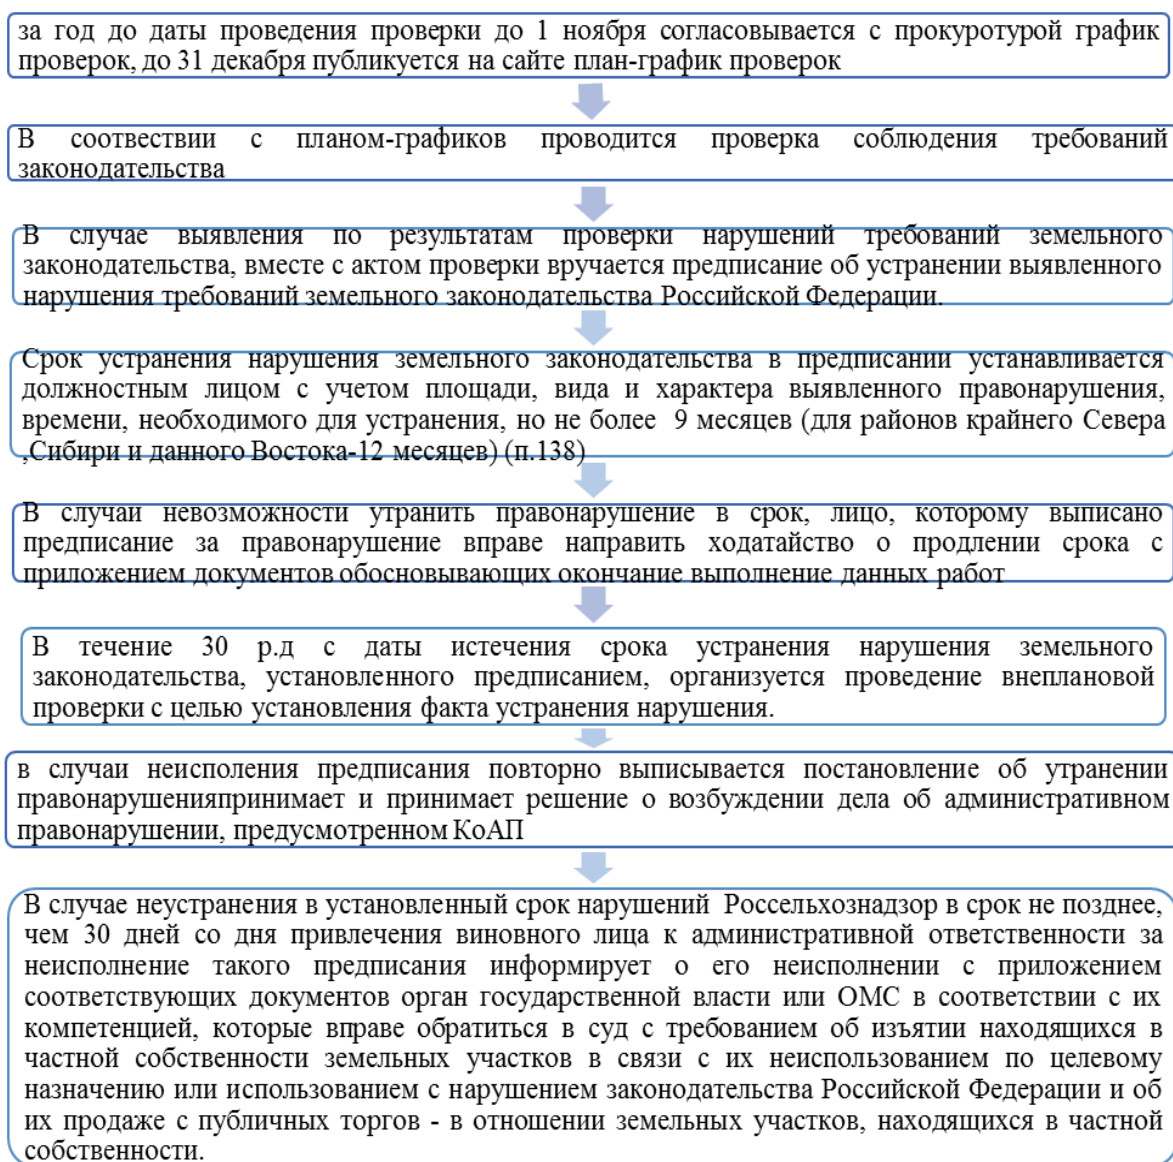 за год до даты проведения проверки до 1 ноября согласовывается с прокуротурой график
проверок, до 31 декабря публикуется на сайте план-график проверок
В соотвествии с планом-графиков проводится проверка соблюдения требований
законодательства
В случае выявления по результатам проверки нарушений требований земельного
законодательства, вместе с актом проверки вручается предписание об устранении выявленного
нарушения требований земельного законодательства Российской Федерации.
Срок устранения нарушения земельного законодательства в предписании устанавливается
должностным лицом с учетом площади, вида и характера выявленного правонарушения,
времени, необходимого для устранения, но не более 9 месяцев (для районов крайнего Севера
,Сибири и данного Востока-12 месяцев) (п.138)
В случаи невозможности утранить правонарушение в срок, лицо, которому выписано
предписание за правонарушение вправе направить ходатайство о продлении срока с
приложением документов обосновывающих окончание выполнение данных работ
В течение 30 р.д с даты истечения срока устранения нарушения земельного
законодательства, установленного предписанием, организуется проведение внеплановой
проверки с целью установления факта устранения нарушения.
в случаи неисполения предписания повторно выписывается постановление об утранении
правонарушенияпринимает и принимает решение о возбуждении дела об административном
правонарушении, предусмотренном КоАП
В случае неустранения в установленный срок нарушений Россельхознадзор в срок не позднее,
чем 30 дней со дня привлечения виновного лица к административной ответственности за
неисполнение такого предписания информирует о его неисполнении с приложением
соответствующих документов орган государственной власти или ОМС в соответствии с их
компетенцией, которые вправе обратиться в суд с требованием об изъятии находящихся в
частной собственности земельных участков в связи с их неиспользованием по целевому
назначению или использованием с нарушением законодательства Российской Федерации и об
их продаже с публичных торгов - в отношении земельных участков, находящихся в частной
собственности.